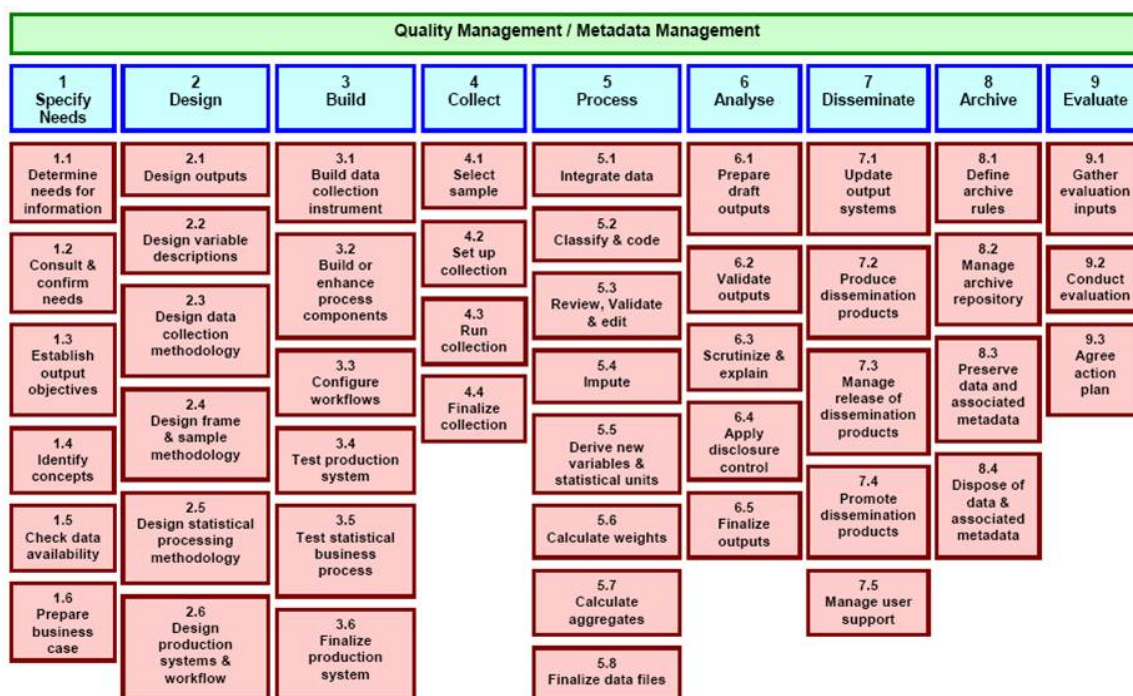 Quality Management / Metadata Management
1
Specify
Needs
2
Design
3
Build
4
Collect
5
Process
6
Analyse
7
Disseminate
8
Archive
9
Evaluate
1.1
Determine
needs for
information
1.2
Consult &
confirm
needs
1.3
Establish
output
objectives
1.4
Identify
concepts
1.5
Check data
availability
1.6
Prepare
business
case
2.1
Design outputs
2.2
Design variable
descriptions
2.3
Design data
collection
methodology
2.4
Design frame
& sample
methodology
2.5
Design statistical
processing
methodology
2.6
Design
production
systems &
workflow
3.1
Build data
collection
instrument
3.2
Build or
enhance
process
components
3.3
Configure
workflows
3.4
Test production
system
3.5
Test statistical
business
process
3.6
Finalize
production
system
4.1
Select
sample
4.2
Set up
collection
4.3
Run
collection
4.4
Finalize
collection
5.1
Integrate data
5.2
Classify & code
5.3
Review, Validate
& edit
5.4
Impute
5.5
Derive new
variables &
statistical units
5.6
Calculate weights
5.7
Calculate
aggregates
5.8
Finalize data files
6.1
Prepare
draft
outputs
6.2
Validate
outputs
6.3
Scrutinize &
explain
6.4
Apply
disclosure
control
6.5
Finalize
outputs
7.1
Update
output
systems
7.2
Produce
dissemination
products
7.3
Manage
release of
dissemination
products
7.4
Promote
dissemination
products
7.5
Manage user
support
8.1
Define
archive
rules
8.2
Manage
archive
repository
8.3
Preserve
data and
associated
metadata
8.4
Dispose of
data &
associated
metadata
9.1
Gather
evaluation
inputs
9.2
Conduct
evaluation
9.3
Agree
action
plan